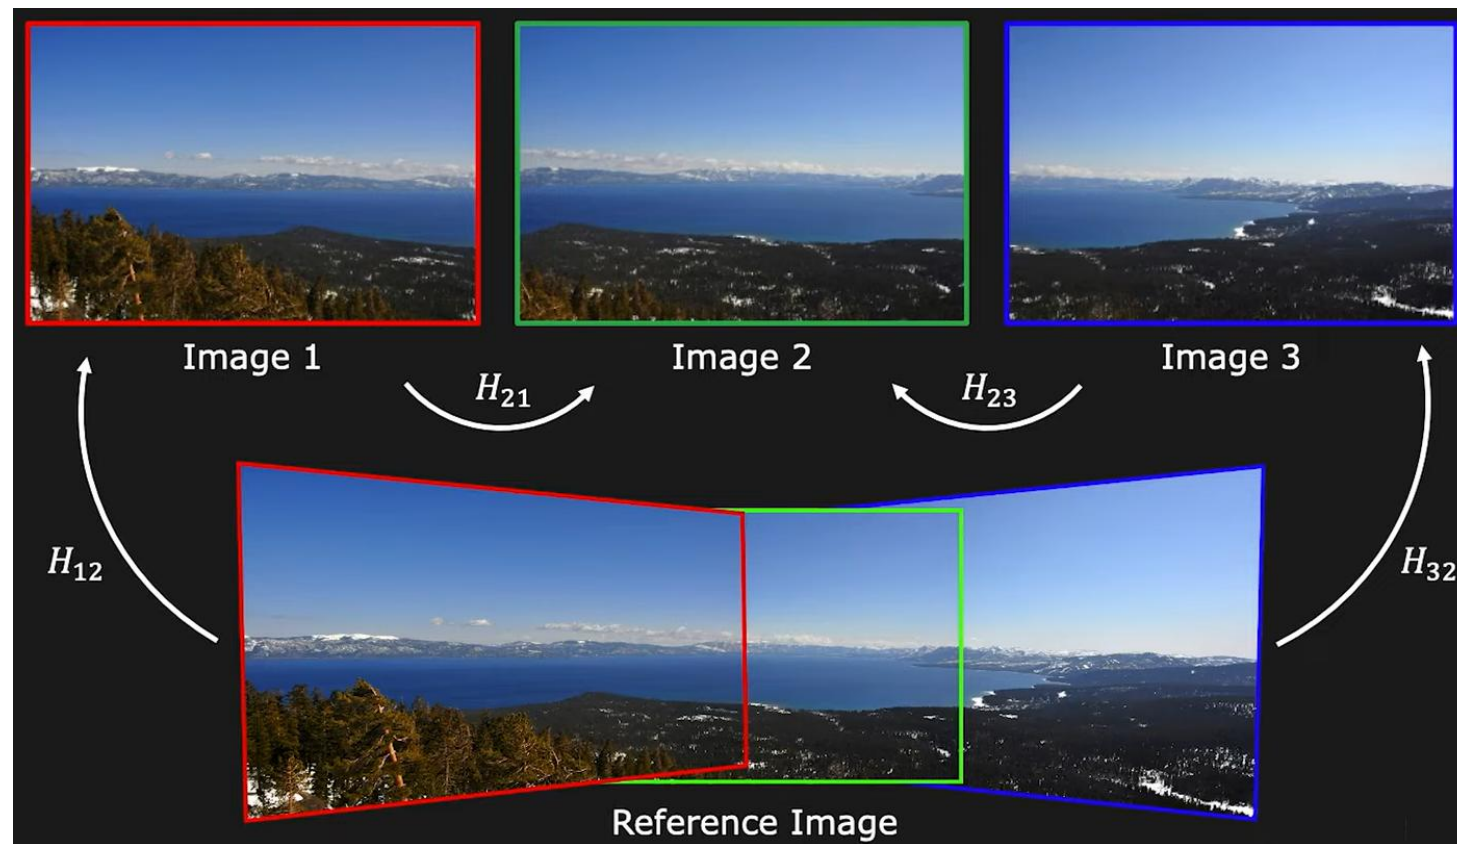 Image 1
Image 2
Image 3
H₂₁
H₂₃
H₁₂
H₃₂
Reference Image